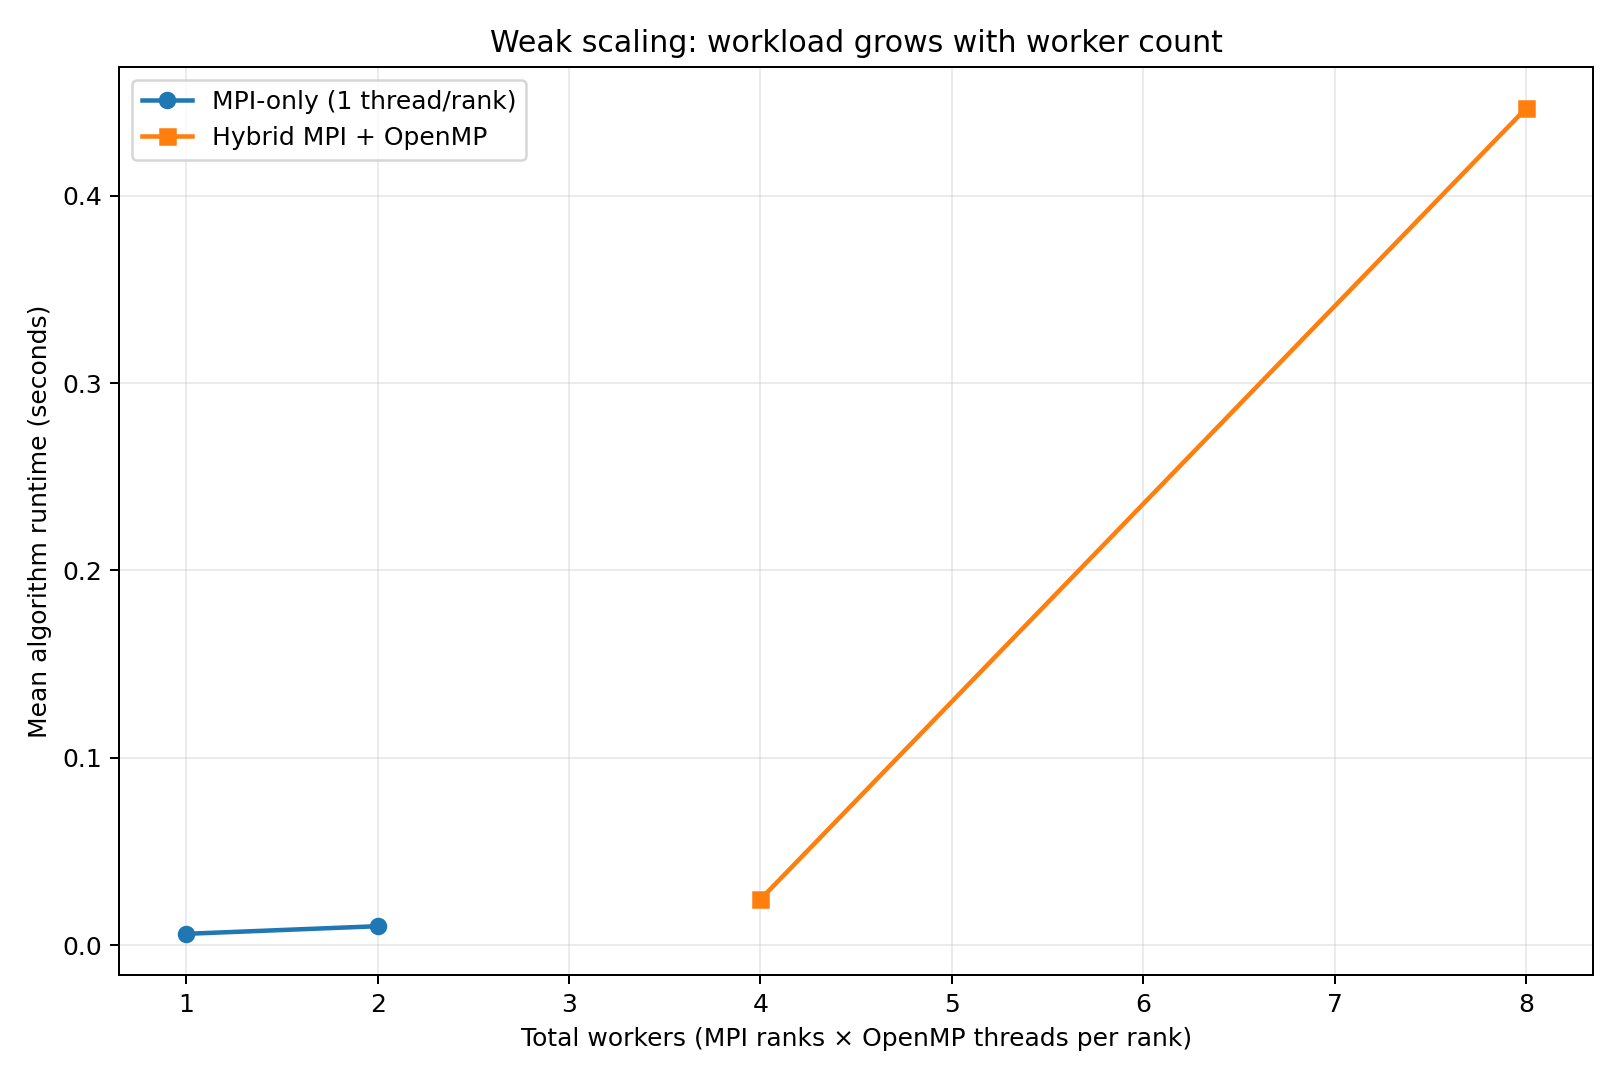 Weak scaling: workload grows with worker count
MPI-only (1 thread/rank)
Hybrid MPI + OpenMP
Mean algorithm runtime (seconds)
0.4
0.3
0.2
0.1
0.0
1 2 3 4 5 6 7 8
Total workers (MPI ranks × OpenMP threads per rank)